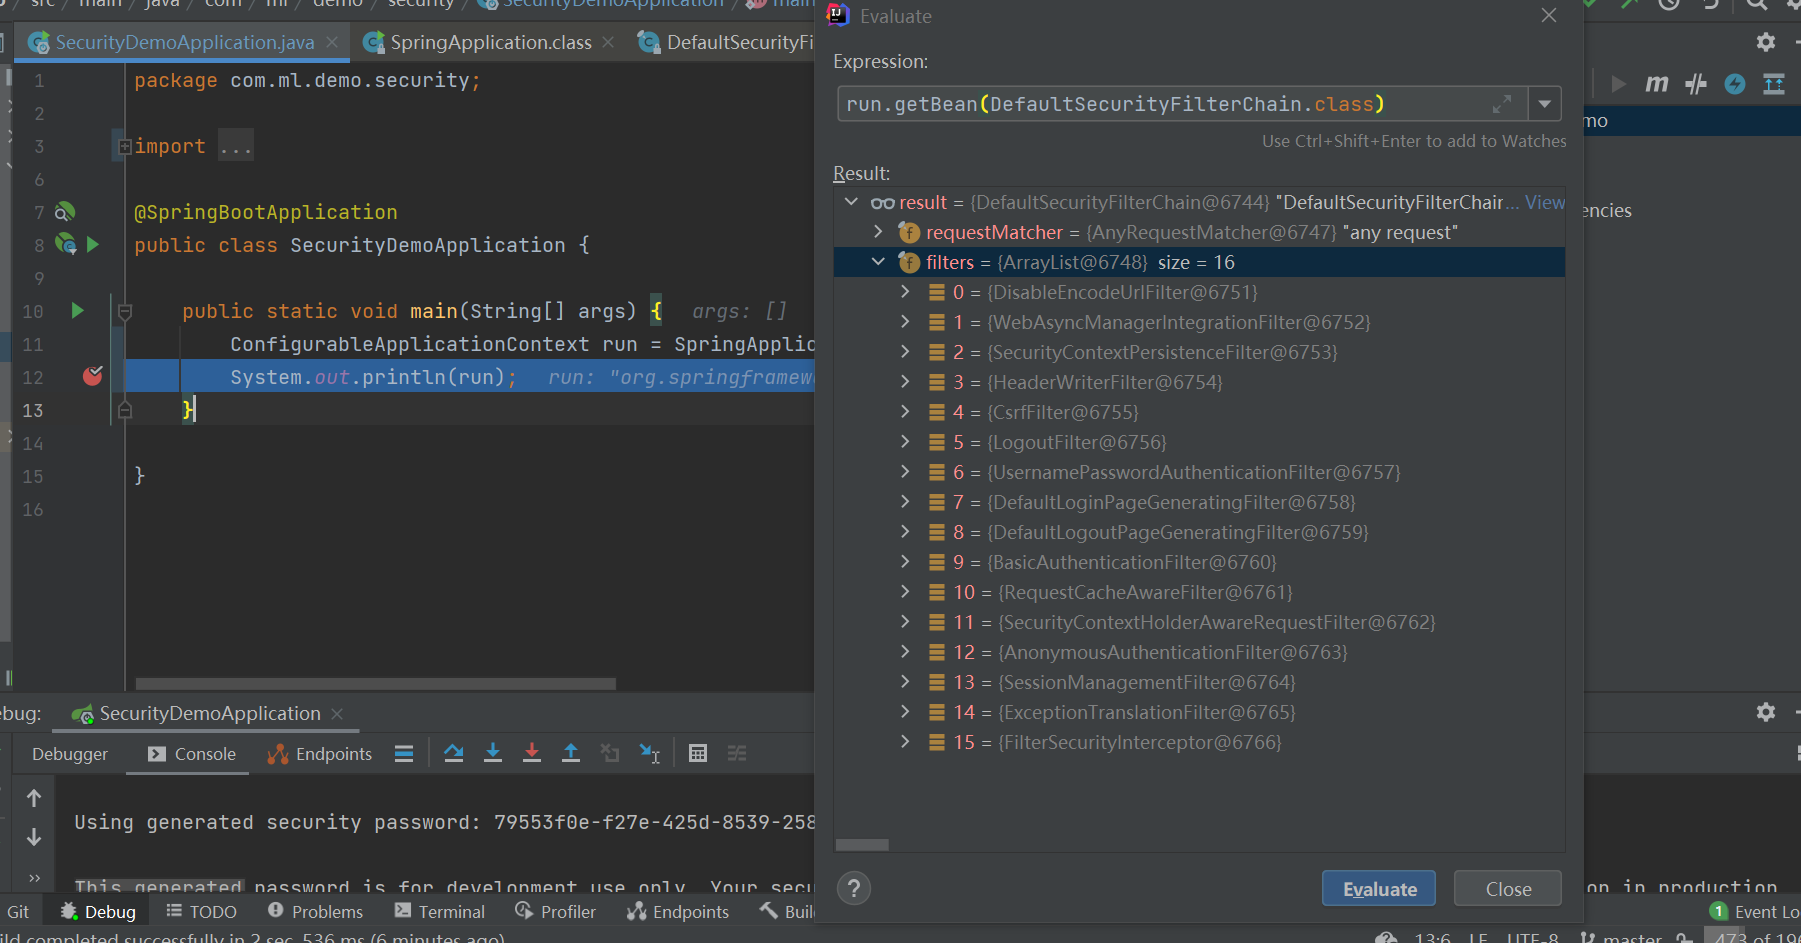 src / main / java / com / ml / demo / security / SecurityDemoApplication / main
SecurityDemoApplication.java
SpringApplication.class
DefaultSecurityFi
1 package com.ml.demo.security;
2
3 import ...
6
7 @SpringBootApplication
8 public class SecurityDemoApplication {
9
10 public static void main(String[] args) { args: []
11 ConfigurableApplicationContext run = SpringApplic
12 System.out.println(run); run: "org.springframewo
13 }
14
15 }
16
Evaluate
Expression:
run.getBean(DefaultSecurityFilterChain.class)
Use Ctrl+Shift+Enter to add to Watches
Result:
result = {DefaultSecurityFilterChain@6744} "DefaultSecurityFilterChair... View
requestMatcher = {AnyRequestMatcher@6747} "any request"
filters = {ArrayList@6748} size = 16
0 = {DisableEncodeUrlFilter@6751}
1 = {WebAsyncManagerIntegrationFilter@6752}
2 = {SecurityContextPersistenceFilter@6753}
3 = {HeaderWriterFilter@6754}
4 = {CsrfFilter@6755}
5 = {LogoutFilter@6756}
6 = {UsernamePasswordAuthenticationFilter@6757}
7 = {DefaultLoginPageGeneratingFilter@6758}
8 = {DefaultLogoutPageGeneratingFilter@6759}
9 = {BasicAuthenticationFilter@6760}
10 = {RequestCacheAwareFilter@6761}
11 = {SecurityContextHolderAwareRequestFilter@6762}
12 = {AnonymousAuthenticationFilter@6763}
13 = {SessionManagementFilter@6764}
14 = {ExceptionTranslationFilter@6765}
15 = {FilterSecurityInterceptor@6766}
? Evaluate Close
m
mo
encies
ebug: SecurityDemoApplication
Debugger Console Endpoints
Using generated security password: 79553f0e-f27e-425d-8539-258
This generated password is for development use only. Your secu
on in production
Git Debug TODO Problems Terminal Profiler Endpoints Buil
1 Event Lo
ild completed successfully in 2 sec, 536 ms (6 minutes ago)
13:6 LF UTF-8 master 473 of 196